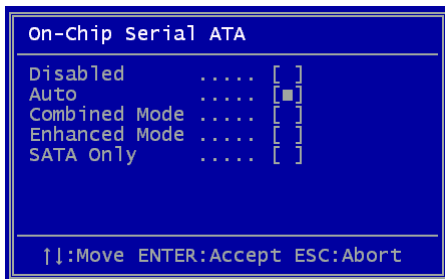 On-Chip Serial ATA
Disabled ..... [ ]
Auto ..... [■]
Combined Mode ..... [ ]
Enhanced Mode ..... [ ]
SATA Only ..... [ ]
↑↓:Move ENTER:Accept ESC:Abort